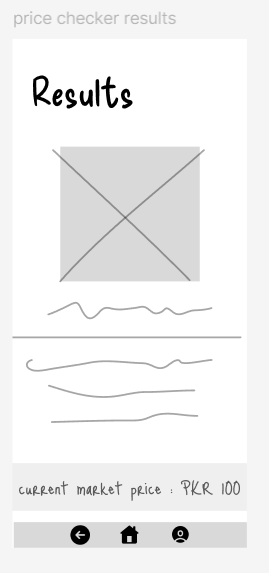 price checker results
Results
current market price : PKR 100